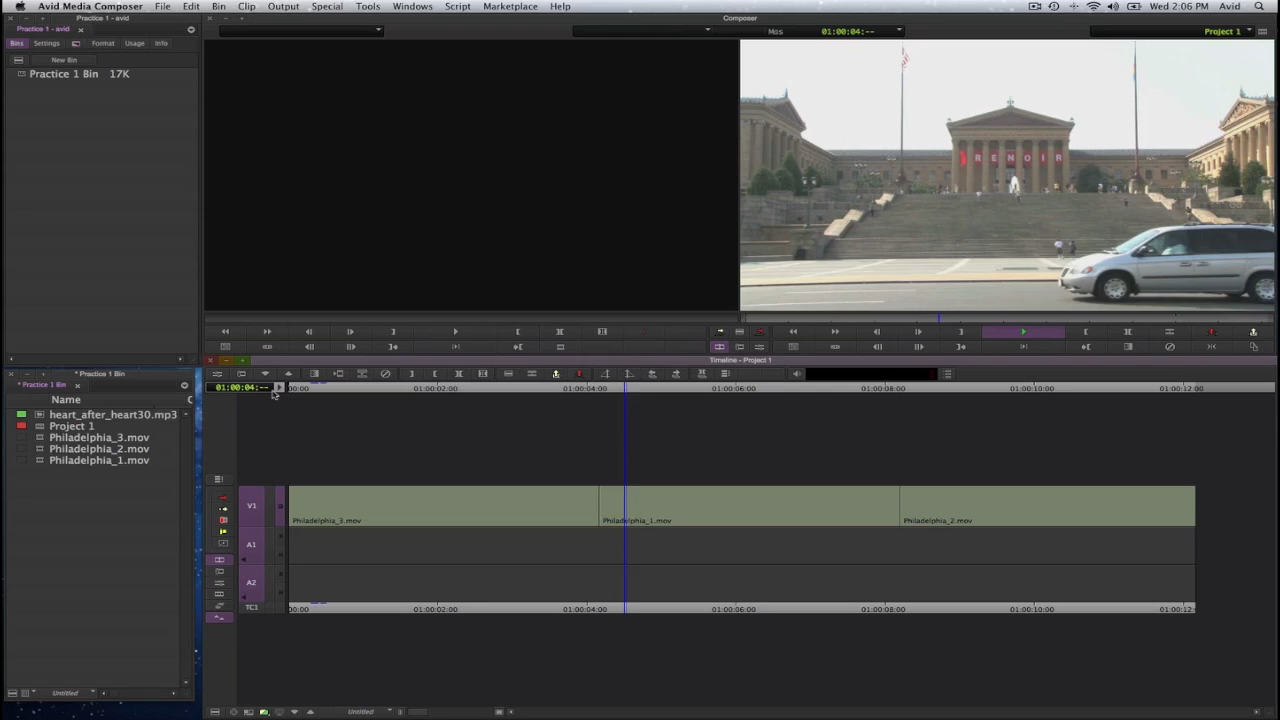 Avid Media Composer File Edit Bin Clip Output Special Tools Windows Script Marketplace Help Wed 2:06 PM Avid
Practice 1 - avid
Composer
Practice 1 - avid
Mas 01:00:04:-- Project 1
Bins Settings Format Usage Info
New Bin
Practice 1 Bin 17K
RENOIR
Timeline - Project 1
* Practice 1 Bin
* Practice 1 Bin
01:00:04:-- 00:00 01:00:02:00 01:00:04:00 01:00:06:00 01:00:08:00 01:00:10:00 01:00:12:00
Name
heart_after_heart30.mp3
Project 1
Philadelphia_3.mov
Philadelphia_2.mov
Philadelphia_1.mov
V1
Philadelphia_3.mov Philadelphia_1.mov Philadelphia_2.mov
A1
A2
TC1 00:00 01:00:02:00 01:00:04:00 01:00:06:00 01:00:08:00 01:00:10:00 01:00:12:
Untitled
Untitled